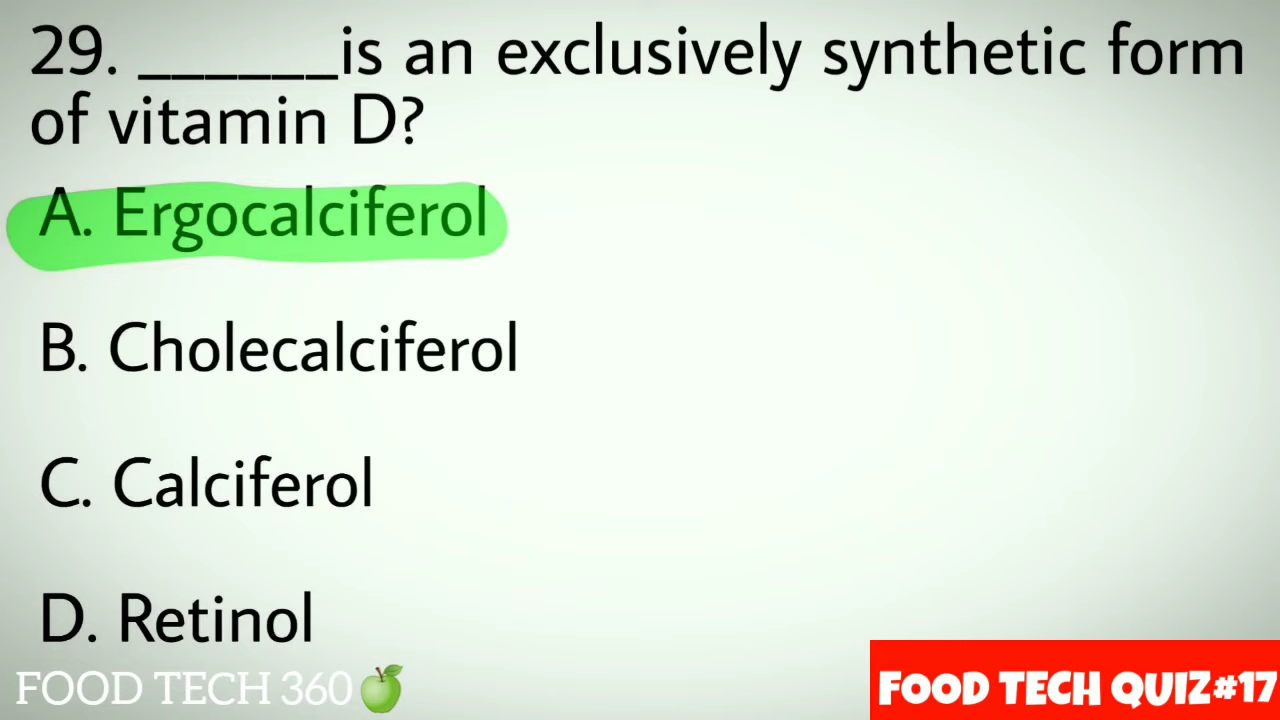 29. ______is an exclusively synthetic form
of vitamin D?
A. Ergocalciferol
B. Cholecalciferol
C. Calciferol
D. Retinol
FOOD TECH 360
FOOD TECH QUIZ#17